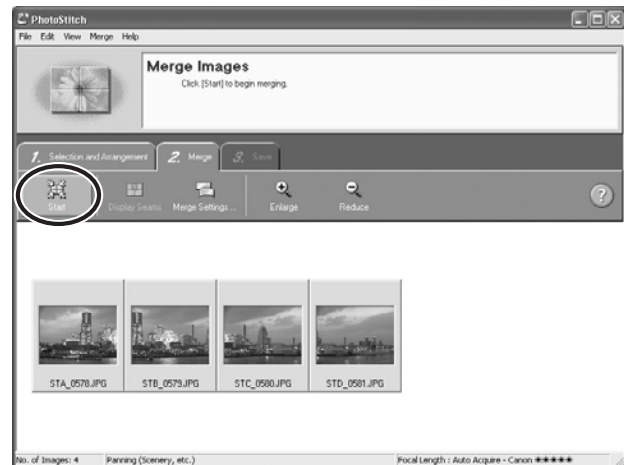 PhotoStitch
File Edit View Merge Help
Merge Images
Click [Start] to begin merging.
1. Selection and Arrangement 2. Merge 3. Save
Start Display Seams Merge Settings ... Enlarge Reduce ?
STA_0578.JPG STB_0579.JPG STC_0580.JPG STD_0581.JPG
No. of Images: 4 Panning (Scenery, etc.) Focal Length : Auto Acquire - Canon *****